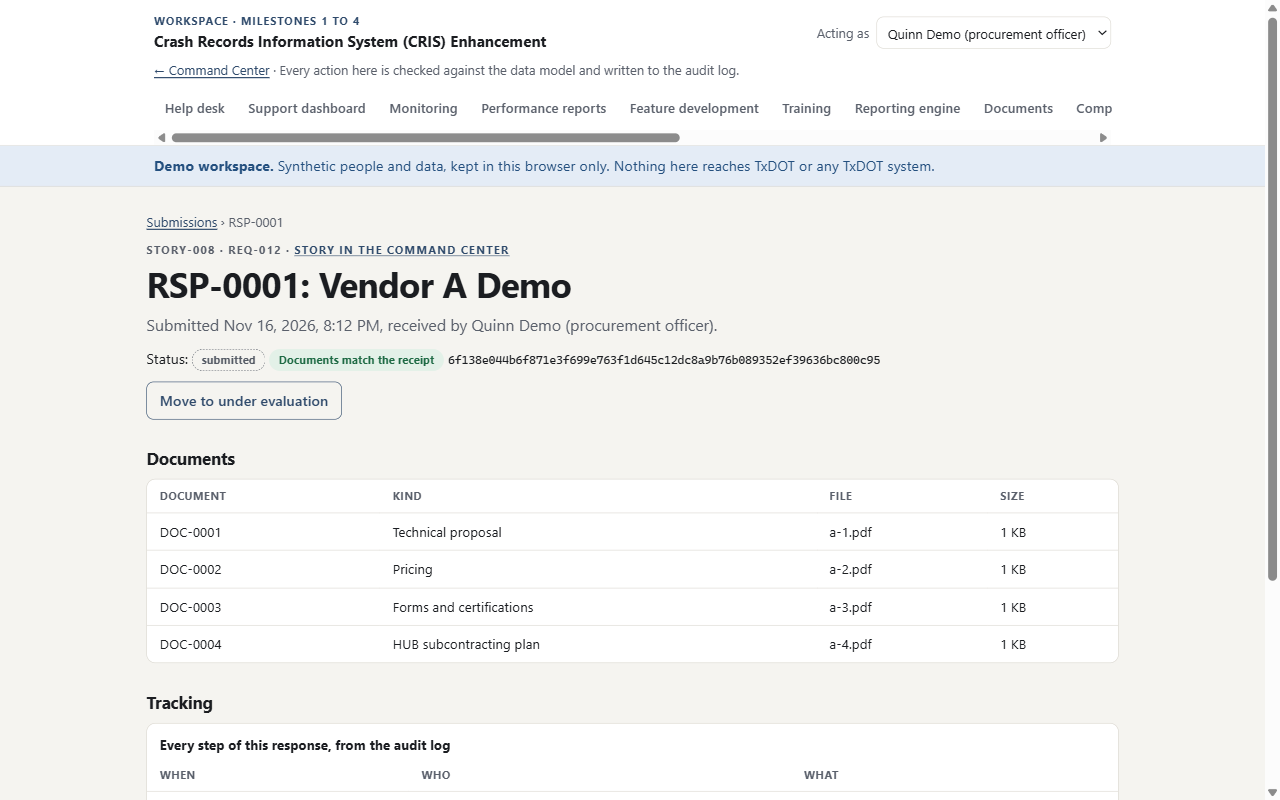 WORKSPACE · MILESTONES 1 TO 4
Crash Records Information System (CRIS) Enhancement
Acting as Quinn Demo (procurement officer)
← Command Center · Every action here is checked against the data model and written to the audit log.
Help desk Support dashboard Monitoring Performance reports Feature development Training Reporting engine Documents Comp
Demo workspace. Synthetic people and data, kept in this browser only. Nothing here reaches TxDOT or any TxDOT system.
Submissions › RSP-0001
STORY-008 · REQ-012 · STORY IN THE COMMAND CENTER
RSP-0001: Vendor A Demo
Submitted Nov 16, 2026, 8:12 PM, received by Quinn Demo (procurement officer).
Status: submitted Documents match the receipt 6f138e044b6f871e3f699e763f1d645c12dc8a9b76b089352ef39636bc800c95
Move to under evaluation
Documents
DOCUMENT KIND FILE SIZE
DOC-0001 Technical proposal a-1.pdf 1 KB
DOC-0002 Pricing a-2.pdf 1 KB
DOC-0003 Forms and certifications a-3.pdf 1 KB
DOC-0004 HUB subcontracting plan a-4.pdf 1 KB
Tracking
Every step of this response, from the audit log
WHEN WHO WHAT